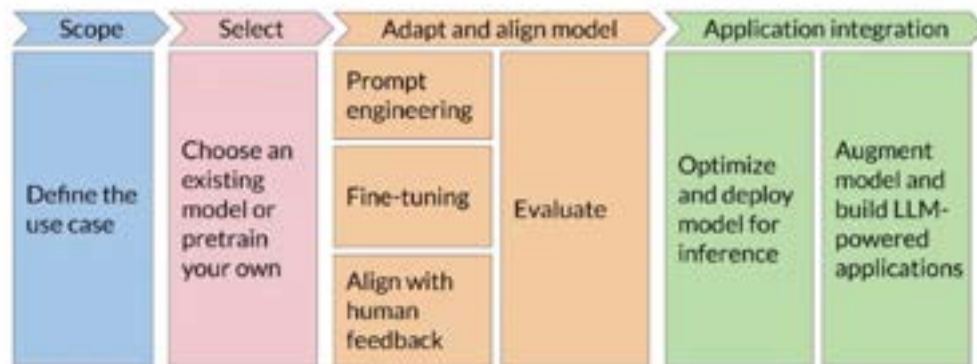 Scope
Select
Adapt and align model
Application integration
Define the
use case
Choose an
existing
model or
pretrain
your own
Prompt
engineering
Fine-tuning
Align with
human
feedback
Evaluate
Optimize
and deploy
model for
inference
Augment
model and
build LLM-
powered
applications